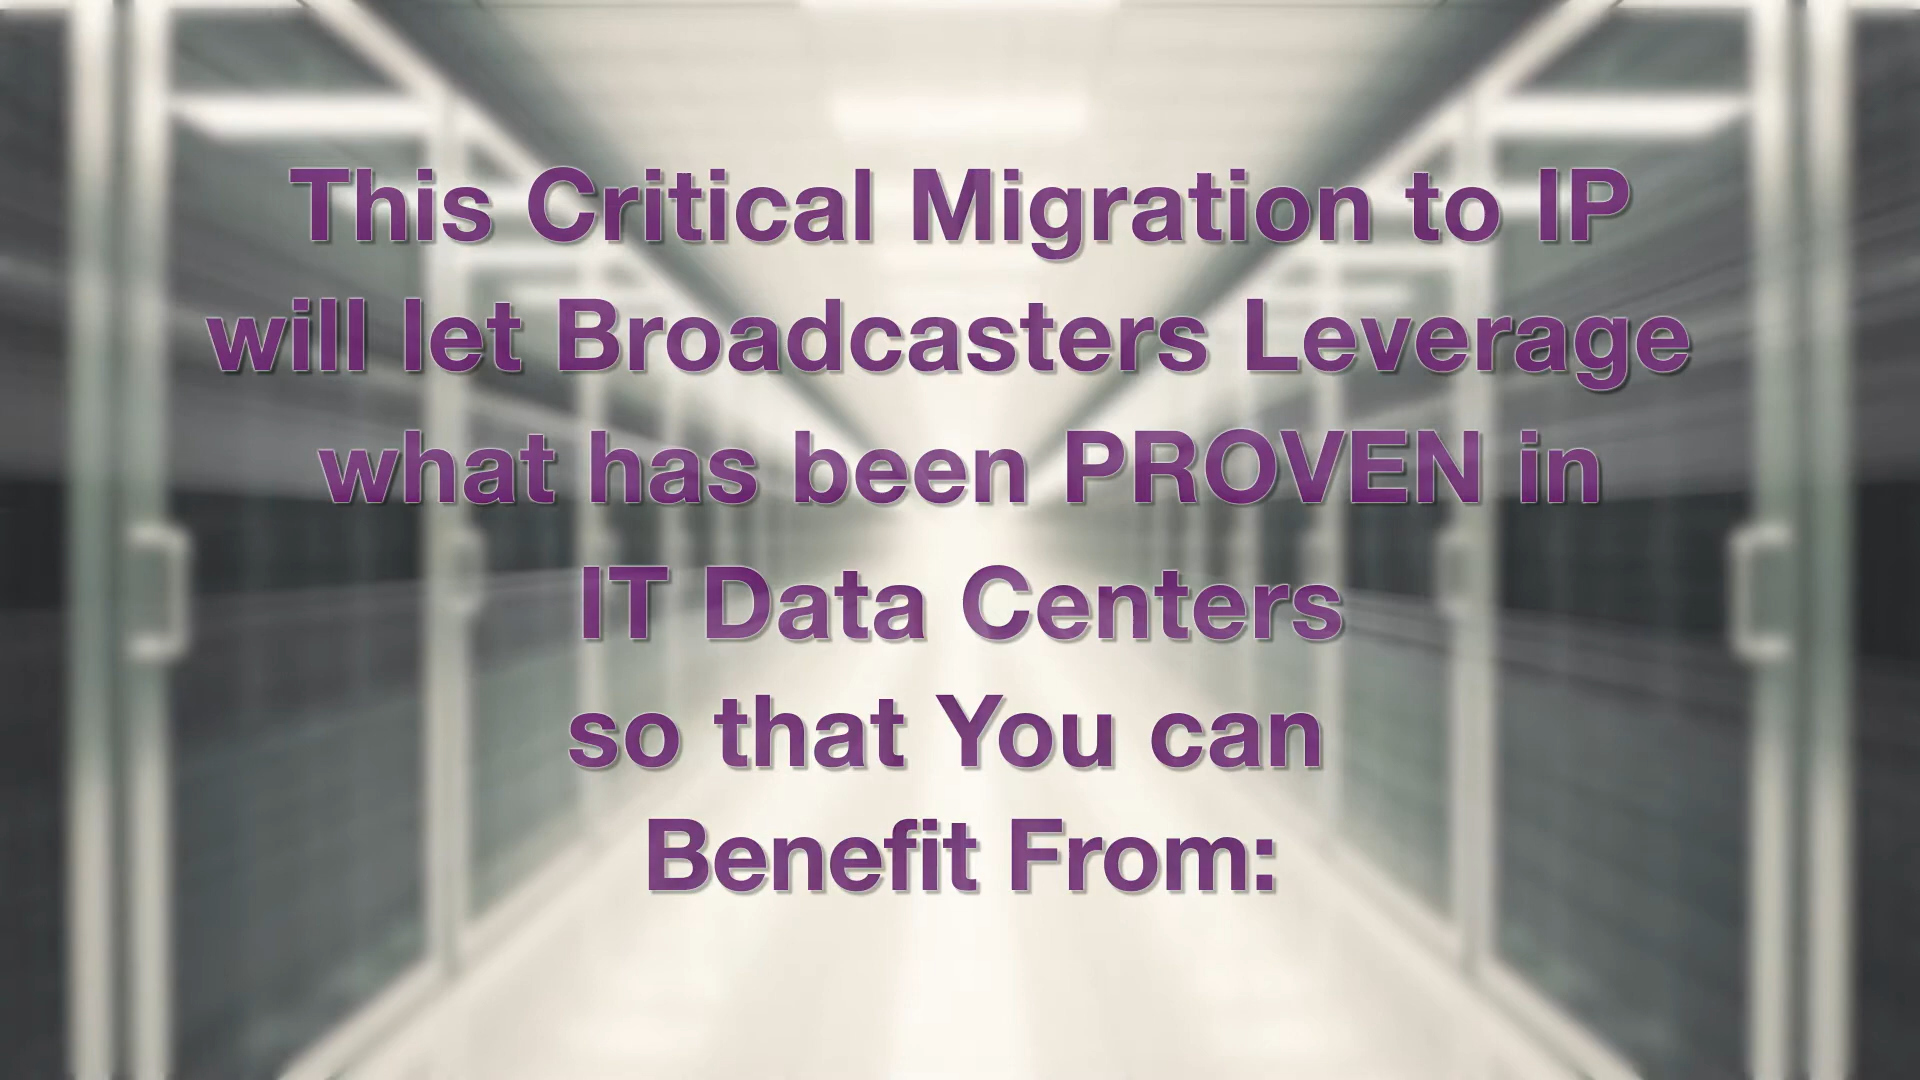 This Critical Migration to IP
will let Broadcasters Leverage
what has been PROVEN in
IT Data Centers
so that You can
Benefit From: